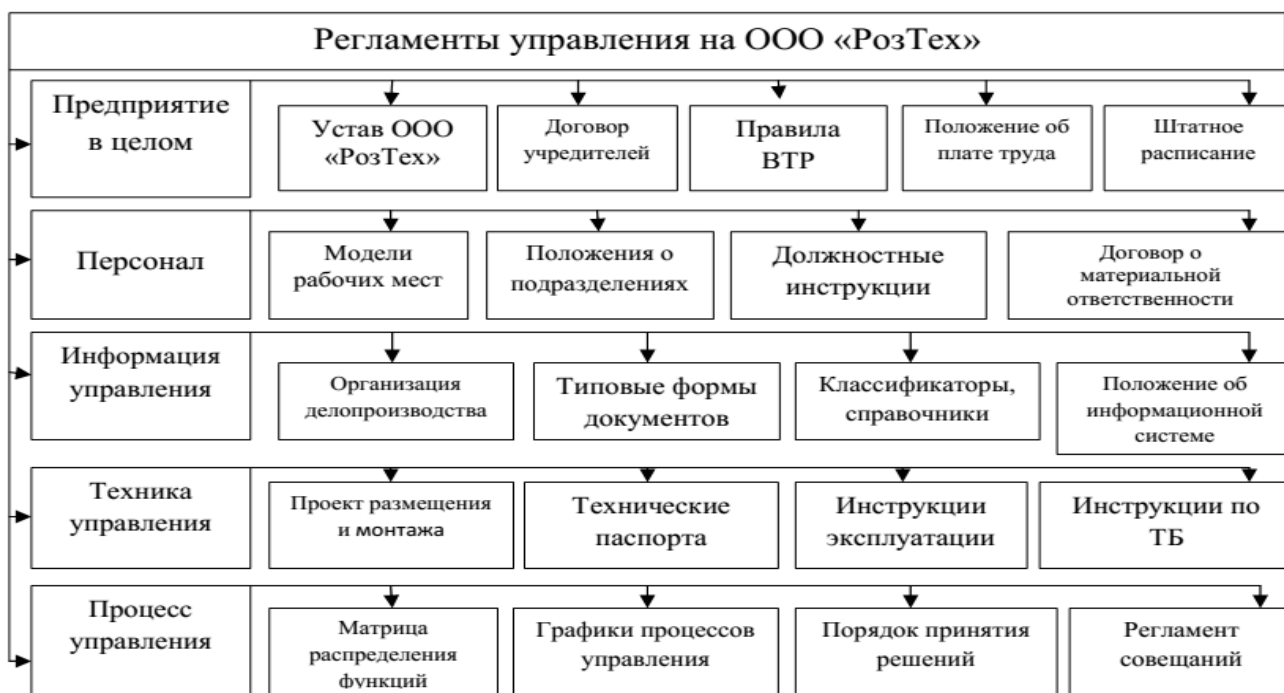 Регламенты управления на ООО «РозТех»
Предприятие
в целом
Устав ООО
«РозТех»
Договор
учредителей
Правила
ВТР
Положение об
плате труда
Штатное
расписание
Персонал
Модели
рабочих мест
Положения о
подразделениях
Должностные
инструкции
Договор о
материальной
ответственности
Информация
управления
Организация
делопроизводства
Типовые формы
документов
Классификаторы,
справочники
Положение об
информационной
системе
Техника
управления
Проект размещения
и монтажа
Технические
паспорта
Инструкции
эксплуатации
Инструкции по
ТБ
Процесс
управления
Матрица
распределения
функций
Графики процессов
управления
Порядок принятия
решений
Регламент
совещаний